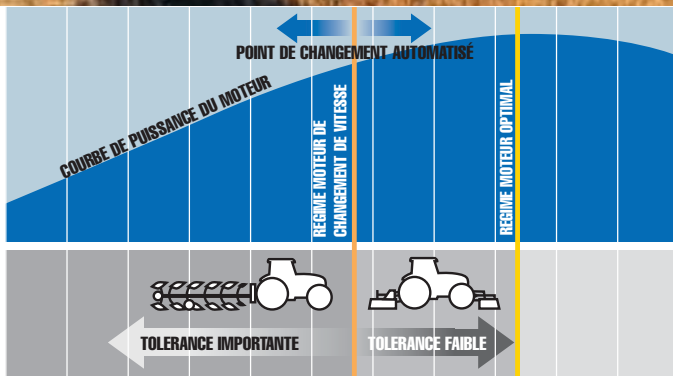 POINT DE CHANGEMENT AUTOMATISÉ
COURBE DE PUISSANCE DU MOTEUR
REGIME MOTEUR DE
CHANGEMENT DE VITESSE
REGIME MOTEUR OPTIMAL
TOLERANCE IMPORTANTE
TOLERANCE FAIBLE